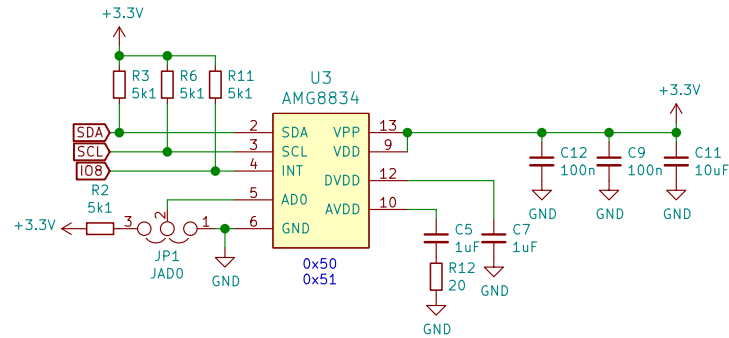 +3.3V
R3
5k1
R6
5k1
R11
5k1
U3
AMG8834
+3.3V
SDA
SCL
IO8
2
3
4
5
6
SDA
SCL
INT
AD0
GND
VPP
VDD
DVDD
AVDD
13
9
12
10
C12
100n
C9
100n
C11
10uF
GND
GND
GND
R2
5k1
+3.3V
3
2
1
JP1
JAD0
GND
0x50
0x51
C5
1uF
C7
1uF
R12
20
GND
GND